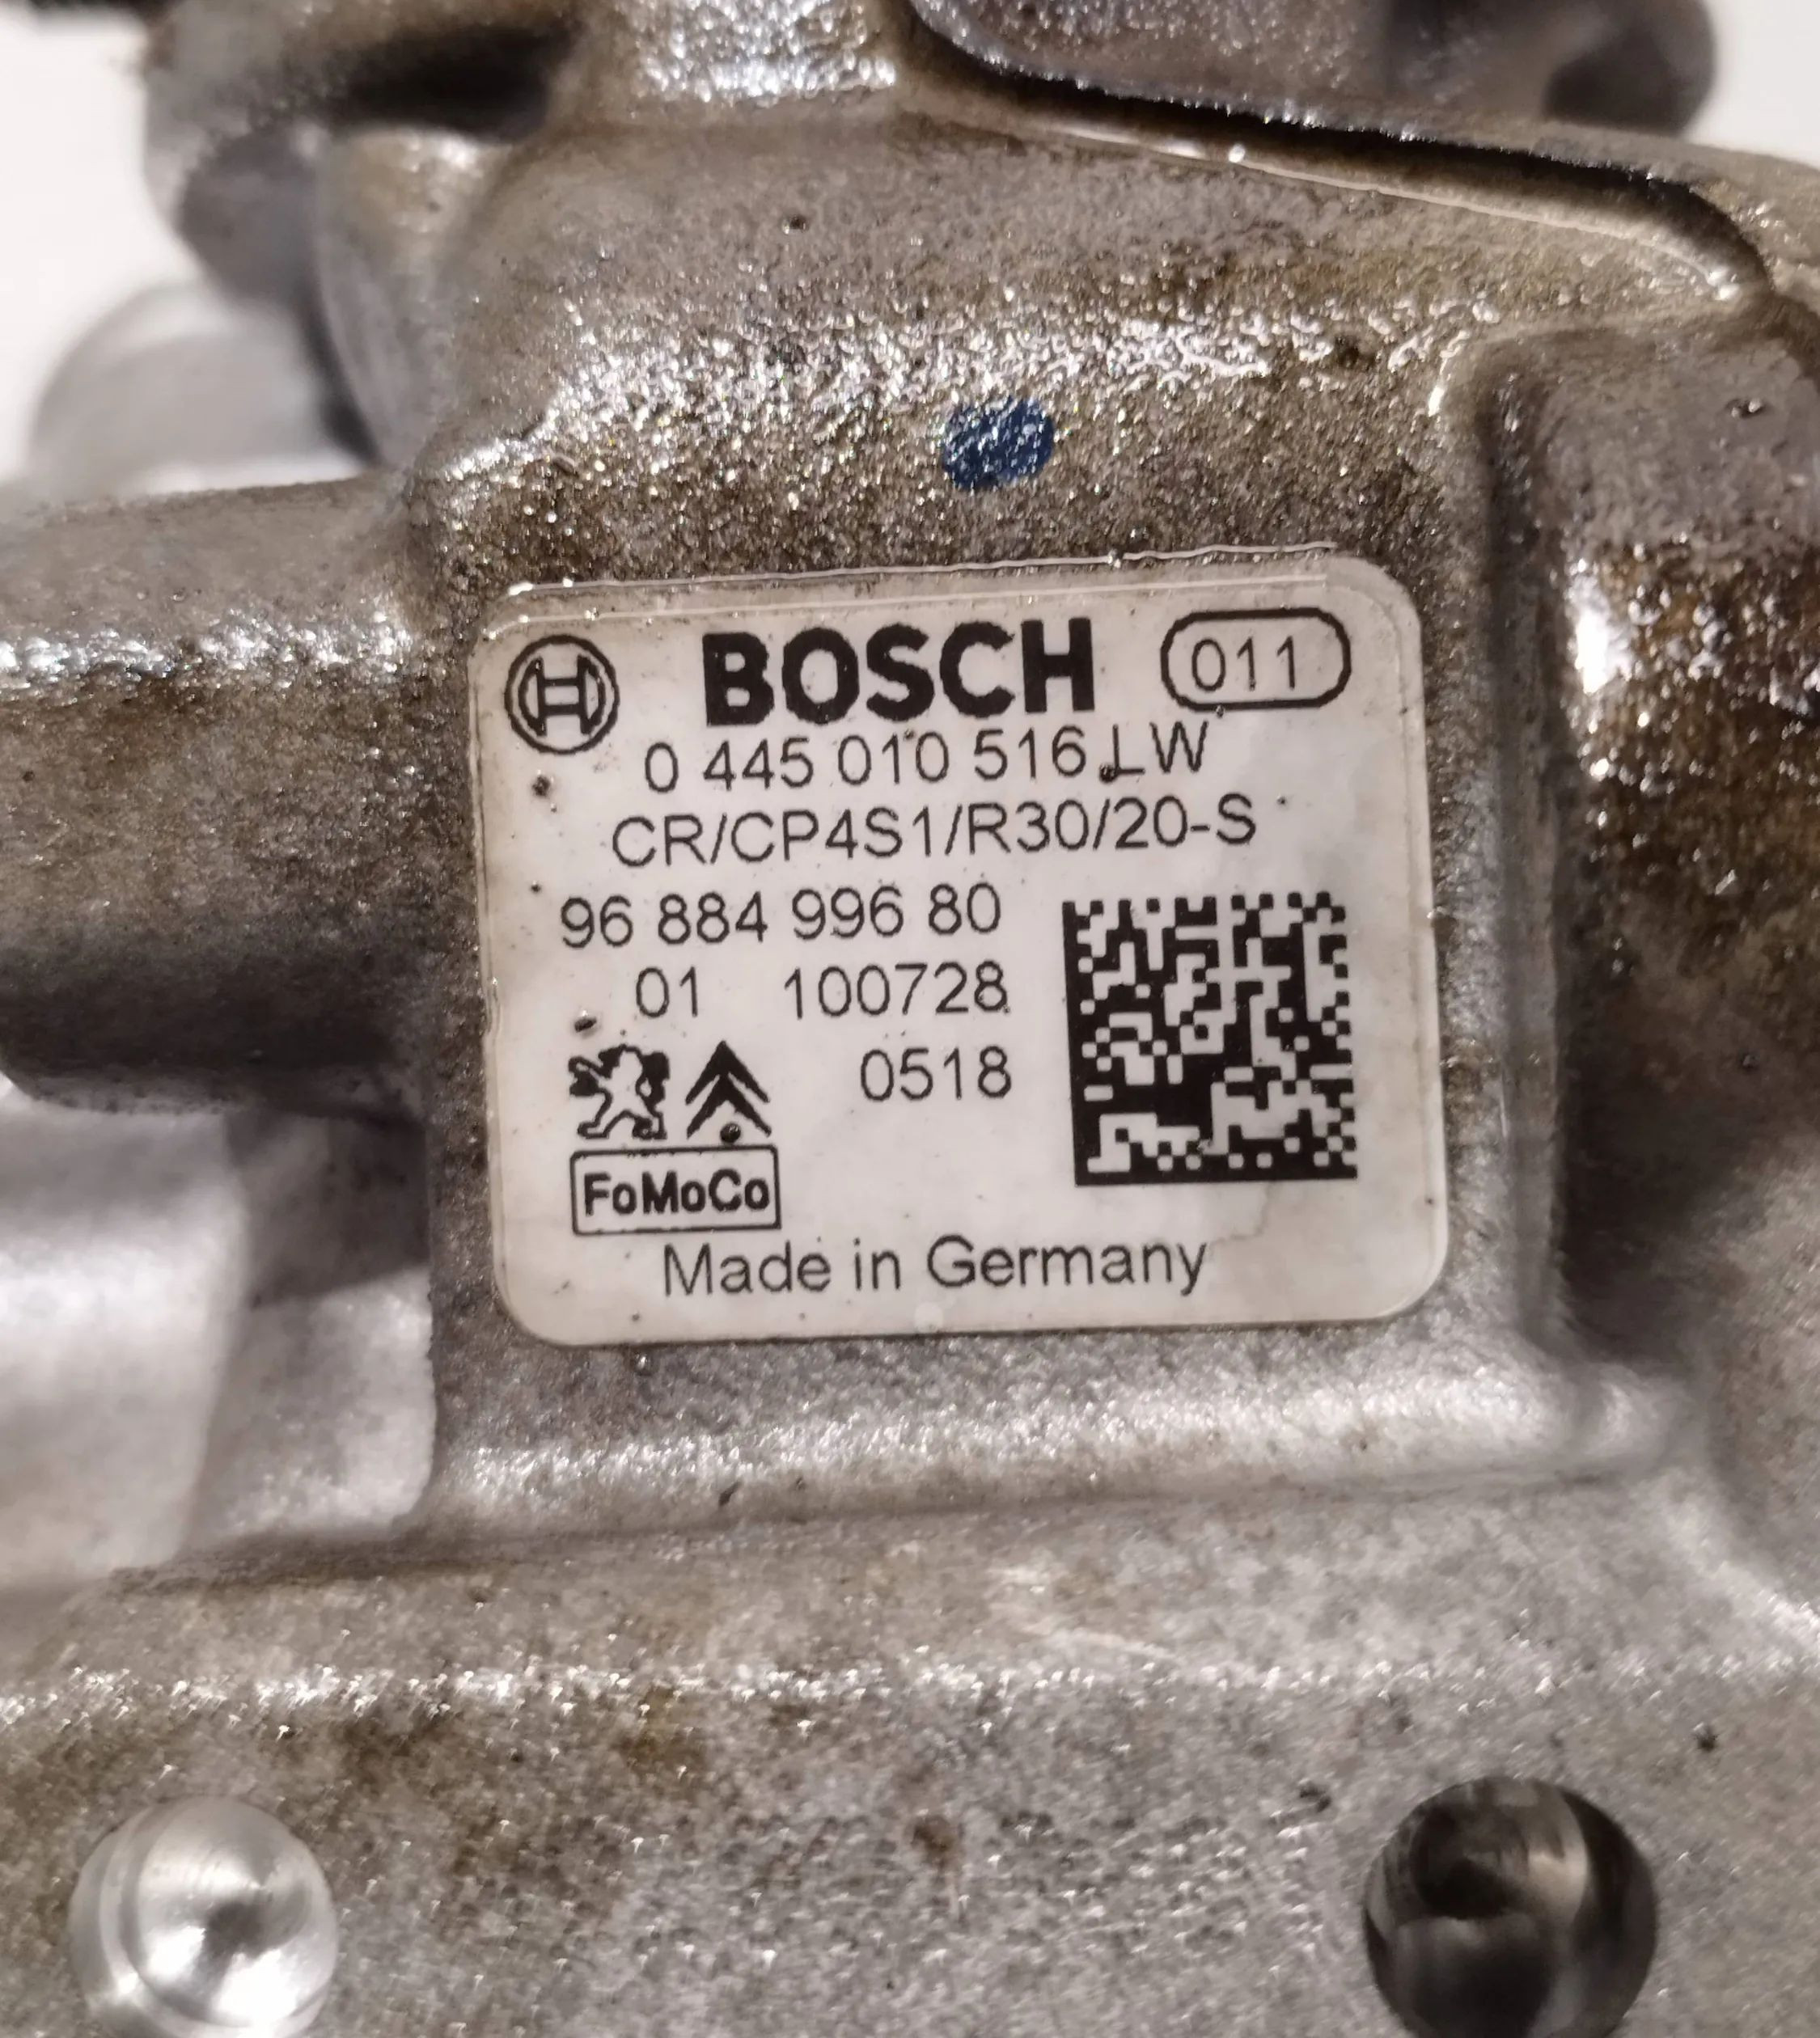 BOSCH 011
0 445 010 516 LW
CR/CP4S1/R30/20-S
96 884 996 80
01 100728
0518
FoMoCo
Made in Germany